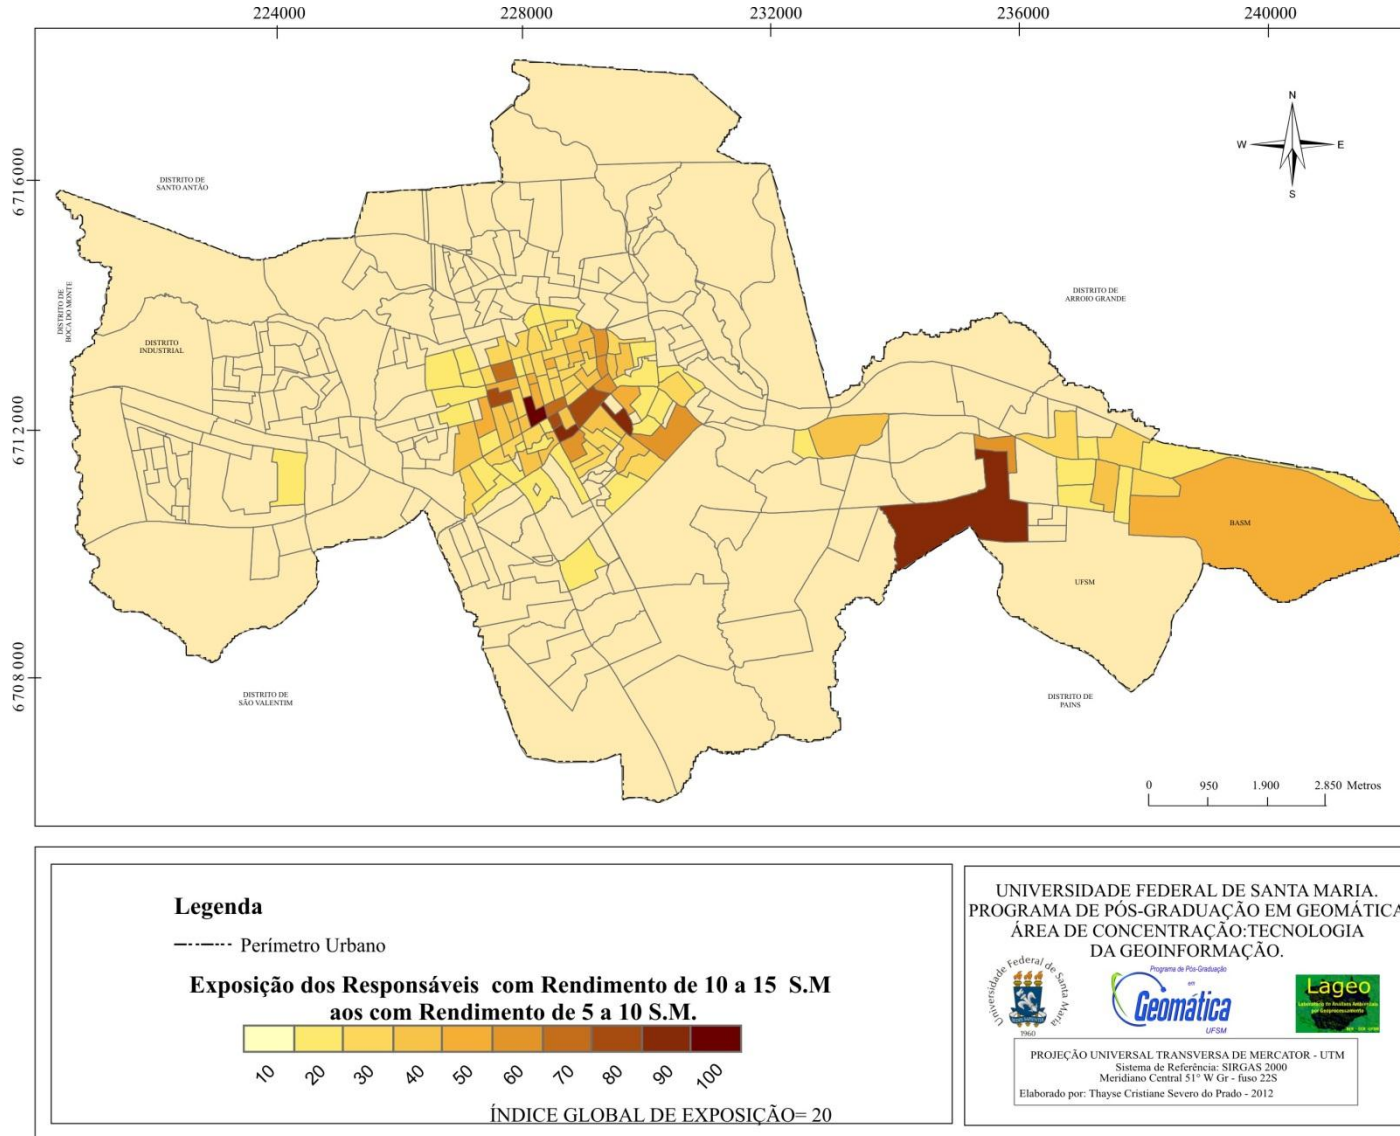 224000 228000 232000 236000 240000
6716000
6712000
6708000
N
W E
S
DISTRITO DE
SANTO ANTÃO
DISTRITO DE
BOCA DO MONTE
DISTRITO
INDUSTRIAL
DISTRITO DE
ARROIO GRANDE
BASM
UFSM
DISTRITO DE
SÃO VALENTIM
DISTRITO DE
PAINS
0 950 1.900 2.850 Metros
Legenda
Perímetro Urbano
Exposição dos Responsáveis com Rendimento de 10 a 15 S.M
aos com Rendimento de 5 a 10 S.M.
10 20 30 40 50 60 70 80 90 100
ÍNDICE GLOBAL DE EXPOSIÇÃO= 20
UNIVERSIDADE FEDERAL DE SANTA MARIA.
PROGRAMA DE PÓS-GRADUAÇÃO EM GEOMÁTICA
ÁREA DE CONCENTRAÇÃO:TECNOLOGIA
DA GEOINFORMAÇÃO.
Universidade Federal de Santa Maria
1960
Programa de Pós-Graduação
em
Geomática
UFSM
Lageo
PROJEÇÃO UNIVERSAL TRANSVERSA DE MERCATOR - UTM
Sistema de Referência: SIRGAS 2000
Meridiano Central 51° W Gr - fuso 22S
Elaborado por: Thayse Cristiane Severo do Prado - 2012